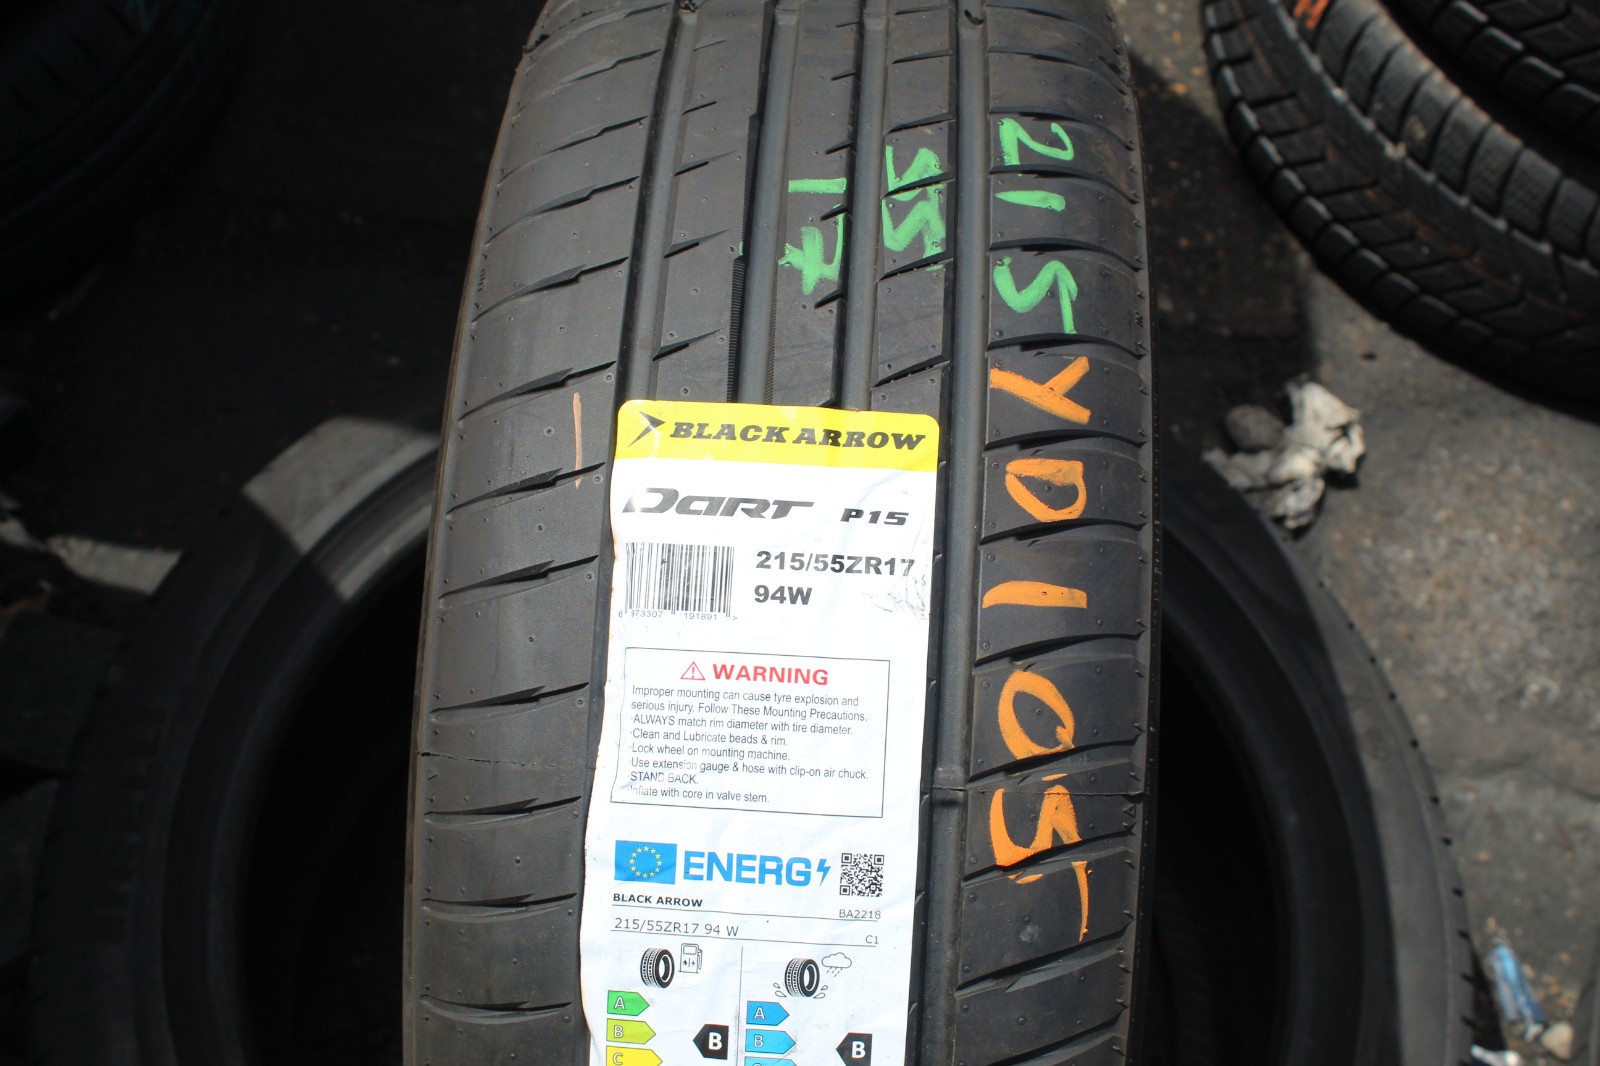 215
55
17
YD105
BLACK ARROW
DART P15
215/55ZR17
94W
191891 >
WARNING
Improper mounting can cause tyre explosion and
serious injury. Follow These Mounting Precautions.
·ALWAYS match rim diameter with tire diameter.
·Clean and Lubricate beads & rim.
·Lock wheel on mounting machine.
·Use extension gauge & hose with clip-on air chuck.
STAND BACK.
·Inflate with core in valve stem.
ENERG
BLACK ARROW BA2218
215/55ZR17 94 W C1
A A
B B B B
C